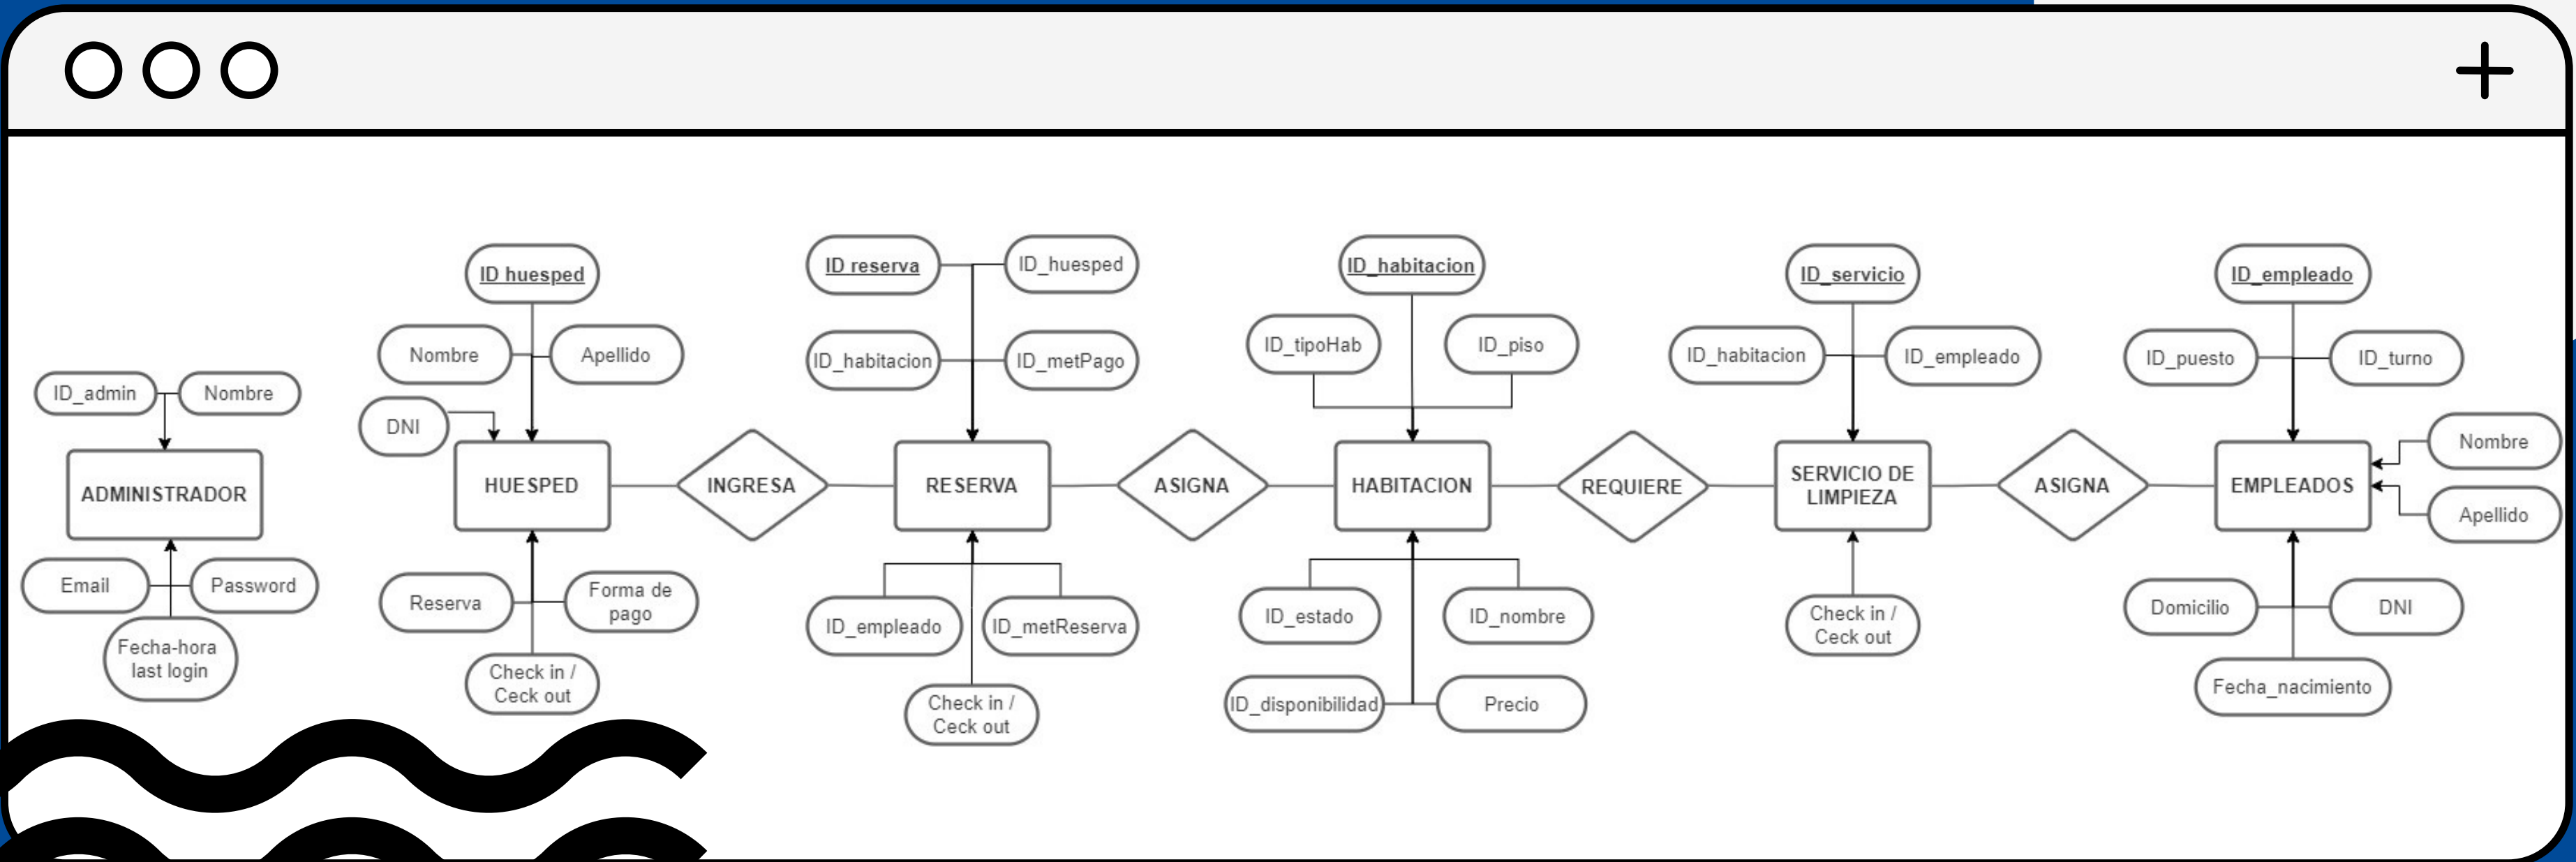 ID_admin
Nombre
ADMINISTRADOR
Email
Password
Fecha-hora
last login
ID huesped
Nombre
Apellido
DNI
HUESPED
Reserva
Forma de
pago
Check in /
Ceck out
INGRESA
ID reserva
ID_huesped
ID_habitacion
ID_metPago
RESERVA
ID_empleado
ID_metReserva
Check in /
Ceck out
ASIGNA
ID_habitacion
ID_tipoHab
ID_piso
HABITACION
ID_estado
ID_nombre
ID_disponibilidad
Precio
REQUIERE
ID_servicio
ID_habitacion
ID_empleado
SERVICIO DE
LIMPIEZA
Check in /
Ceck out
ASIGNA
ID_empleado
ID_puesto
ID_turno
EMPLEADOS
Nombre
Apellido
Domicilio
DNI
Fecha_nacimiento